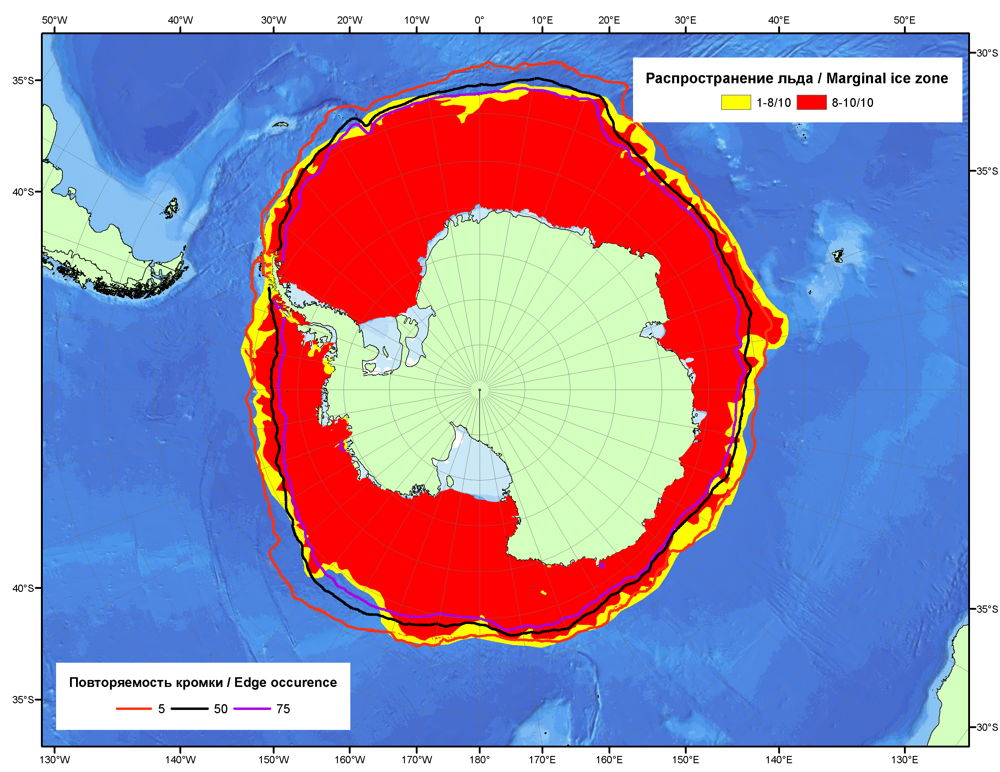 50°W 40°W 30°W 20°W 10°W 0° 10°E 20°E 30°E 40°E 50°E
30°S
Распространение льда / Marginal ice zone
35°S
1-8/10 8-10/10
35°S
40°S
40°S
35°S
Повторяемость кромки / Edge occurence
35°S
5 50 75
30°S
130°W 140°W 150°W 160°W 170°W 180° 170°E 160°E 150°E 140°E 130°E